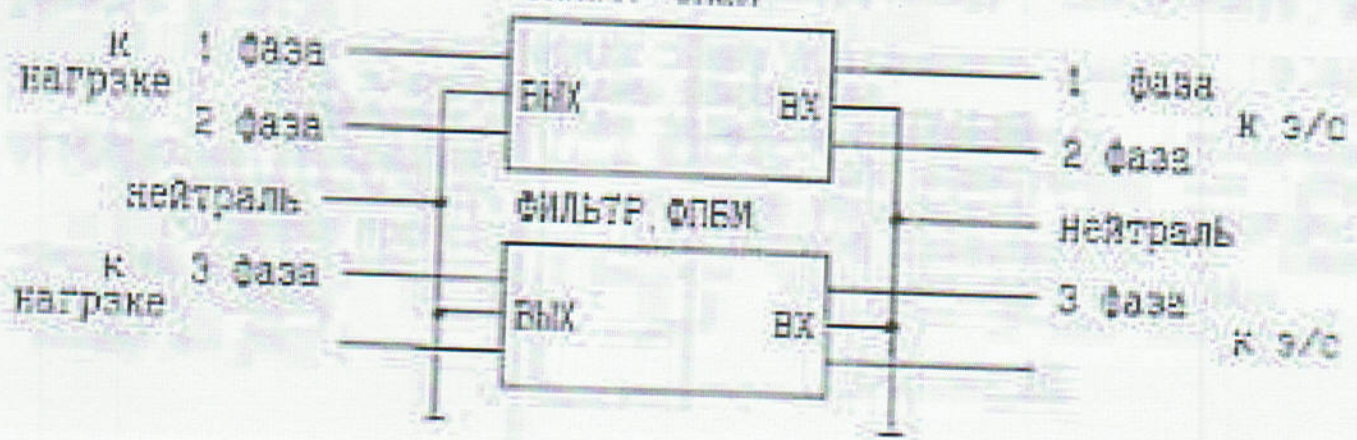 К 1 фаза
нагрзке
2 фаза
ВЫХ ВХ
1 фаза
К э/с
2 фаза
нейтраль
ФИЛЬТР ФПБМ
нейтраль
К 3 фаза
нагрзке
ВЫХ ВХ
3 фаза
К э/с